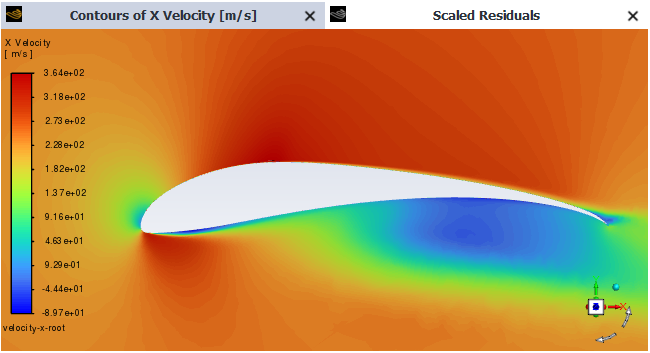 Contours of X Velocity [m/s] × Scaled Residuals ×
X Velocity
[ m/s ]
3.64e+02
3.18e+02
2.73e+02
2.28e+02
1.82e+02
1.37e+02
9.16e+01
4.63e+01
9.29e-01
-4.44e+01
-8.97e+01
velocity-x-root
X